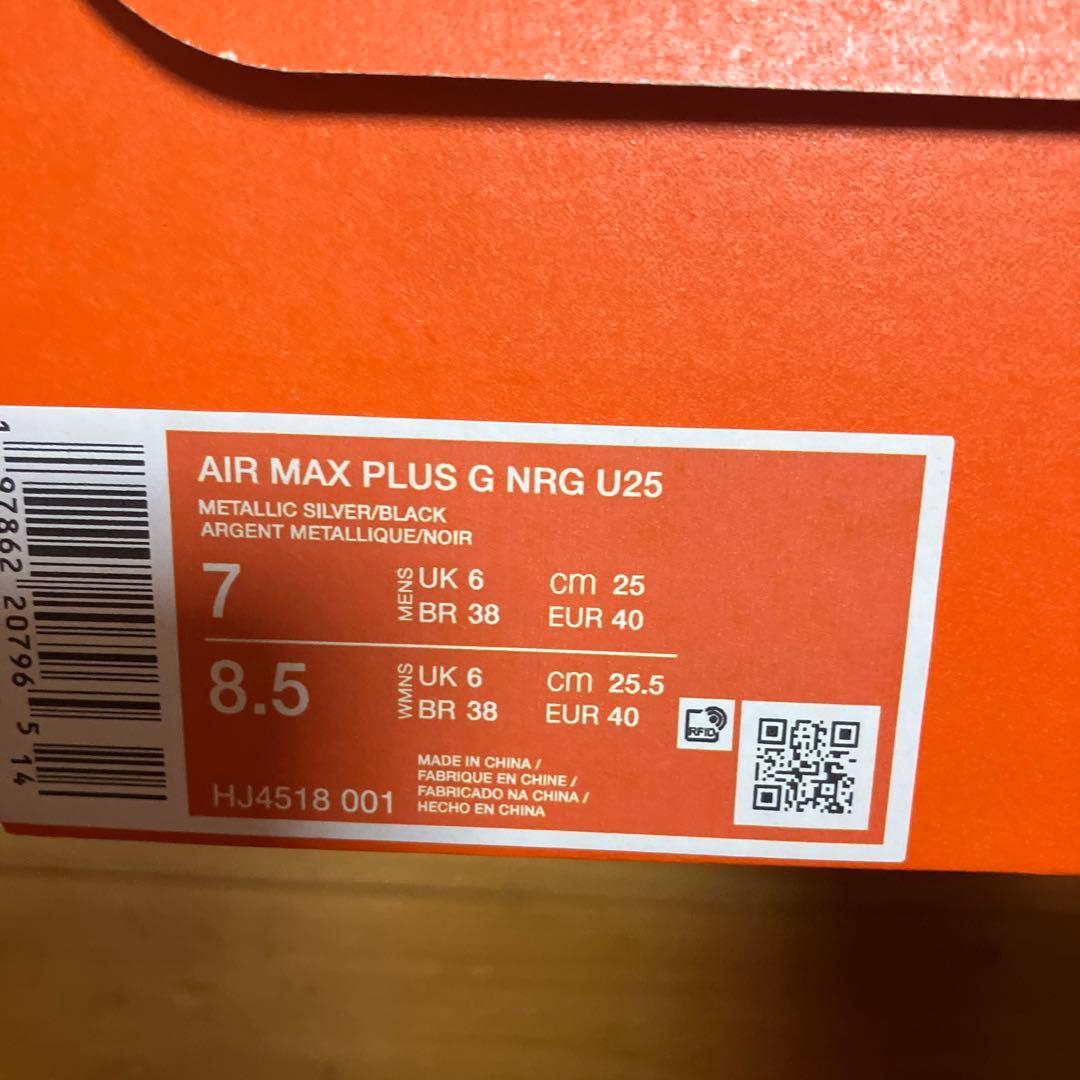 AIR MAX PLUS G NRG U25
METALLIC SILVER/BLACK
ARGENT METALLIQUE/NOIR
7 MENS UK 6 cm 25
BR 38 EUR 40
8.5 WMNS UK 6 cm 25.5
BR 38 EUR 40
RFID
MADE IN CHINA /
FABRIQUE EN CHINE /
FABRICADO NA CHINA /
HECHO EN CHINA
HJ4518 001
1 97862 20796 5 14